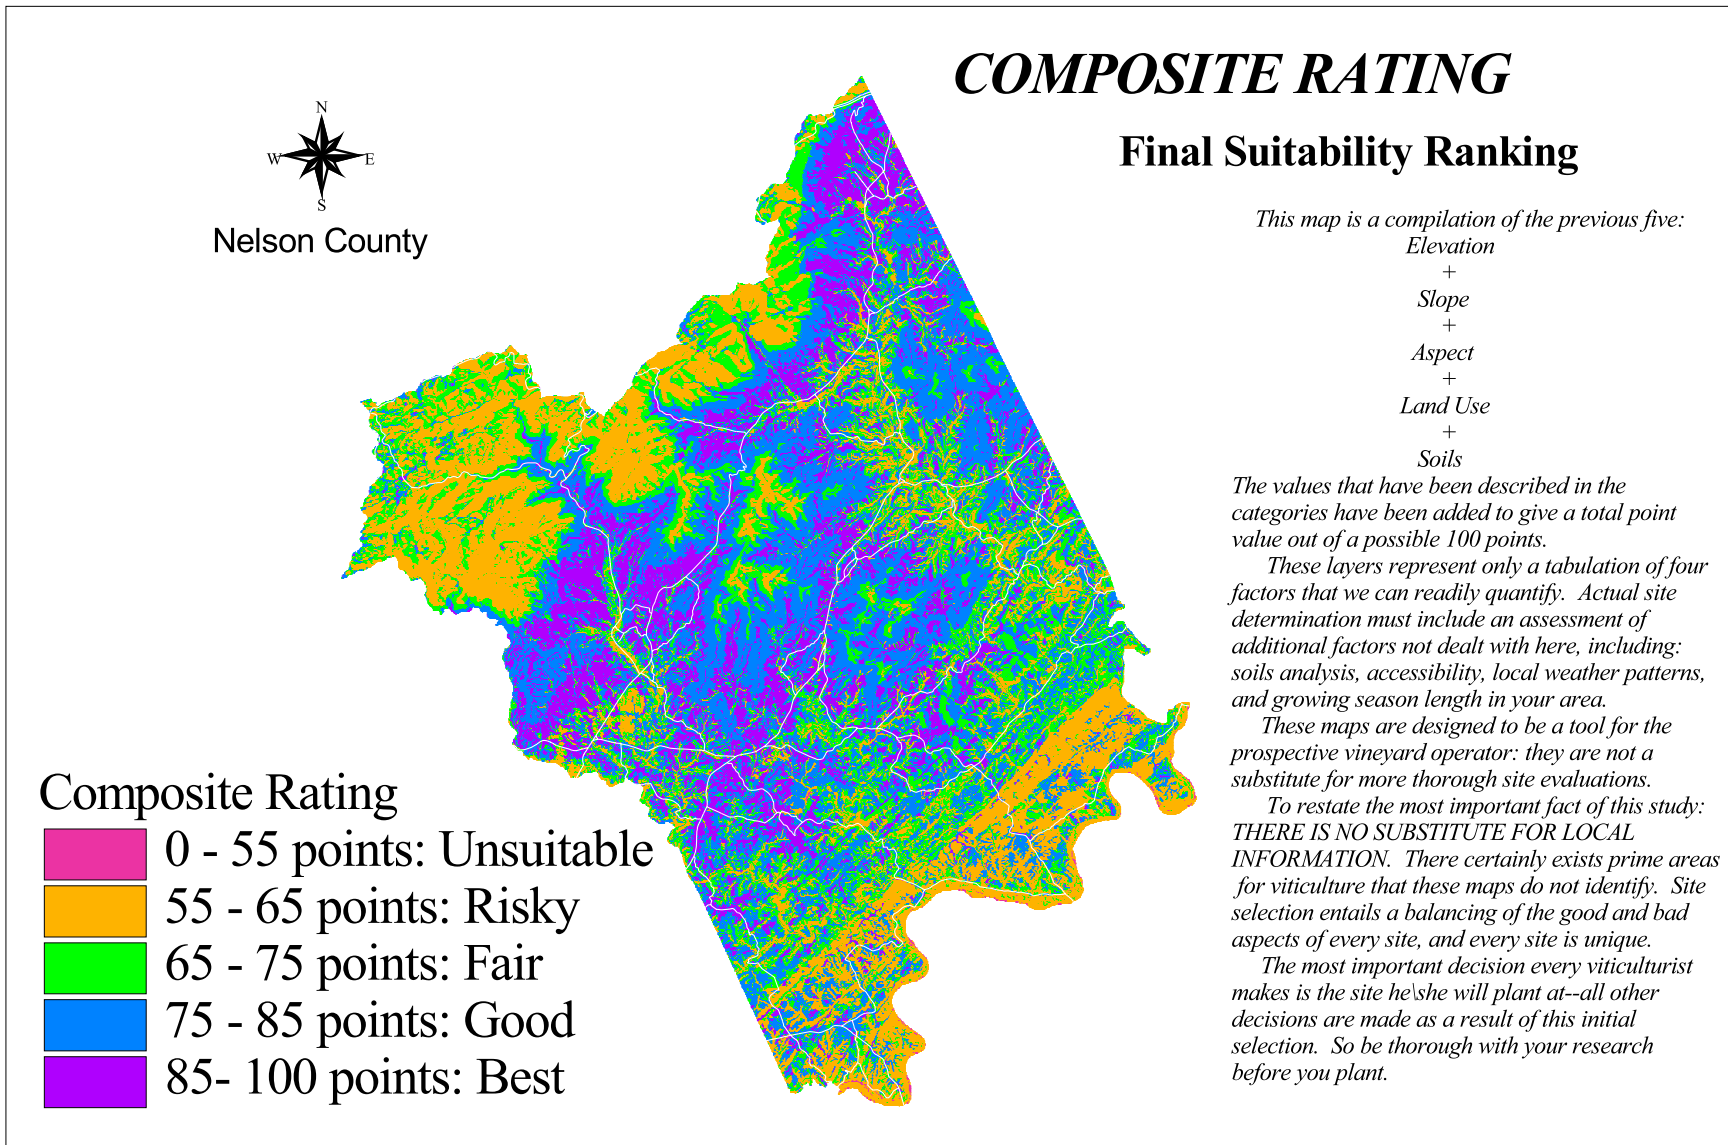 COMPOSITE RATING
Final Suitability Ranking
N
W E
S
Nelson County
This map is a compilation of the previous five:
Elevation
+
Slope
+
Aspect
+
Land Use
+
Soils
The values that have been described in the
categories have been added to give a total point
value out of a possible 100 points.
These layers represent only a tabulation of four
factors that we can readily quantify. Actual site
determination must include an assessment of
additional factors not dealt with here, including:
soils analysis, accessibility, local weather patterns,
and growing season length in your area.
These maps are designed to be a tool for the
prospective vineyard operator: they are not a
substitute for more thorough site evaluations.
To restate the most important fact of this study:
THERE IS NO SUBSTITUTE FOR LOCAL
INFORMATION. There certainly exists prime areas
for viticulture that these maps do not identify. Site
selection entails a balancing of the good and bad
aspects of every site, and every site is unique.
The most important decision every viticulturist
makes is the site he\she will plant at--all other
decisions are made as a result of this initial
selection. So be thorough with your research
before you plant.
Composite Rating
0 - 55 points: Unsuitable
55 - 65 points: Risky
65 - 75 points: Fair
75 - 85 points: Good
85- 100 points: Best